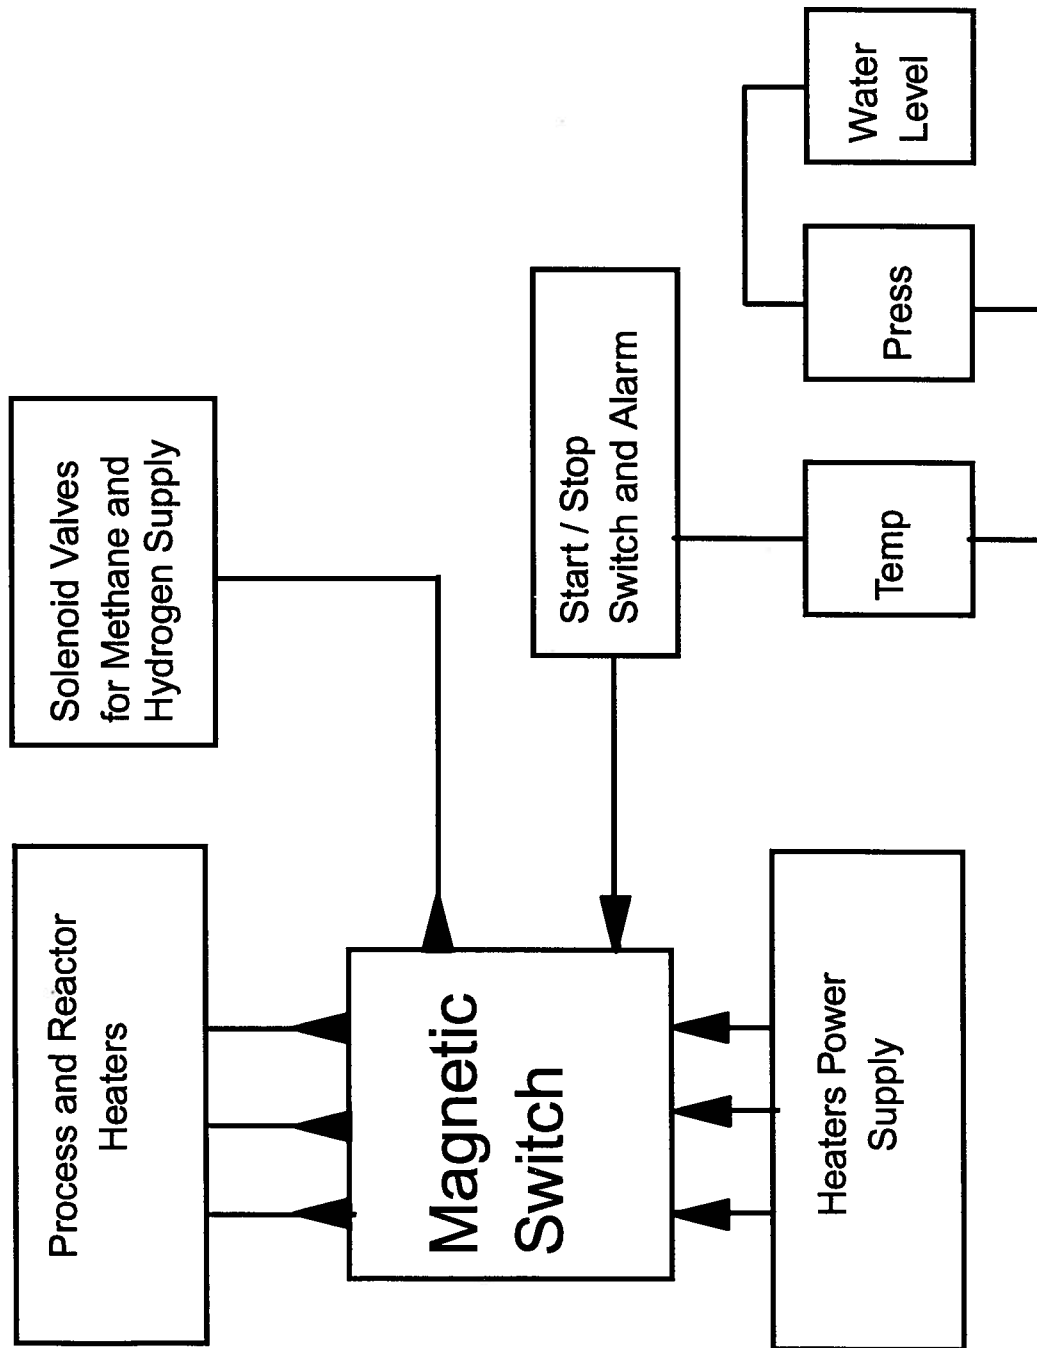 Process and Reactor
Heaters
Solenoid Valves
for Methane and
Hydrogen Supply
Magnetic
Switch
Start / Stop
Switch and Alarm
Heaters Power
Supply
Temp
Press
Water
Level